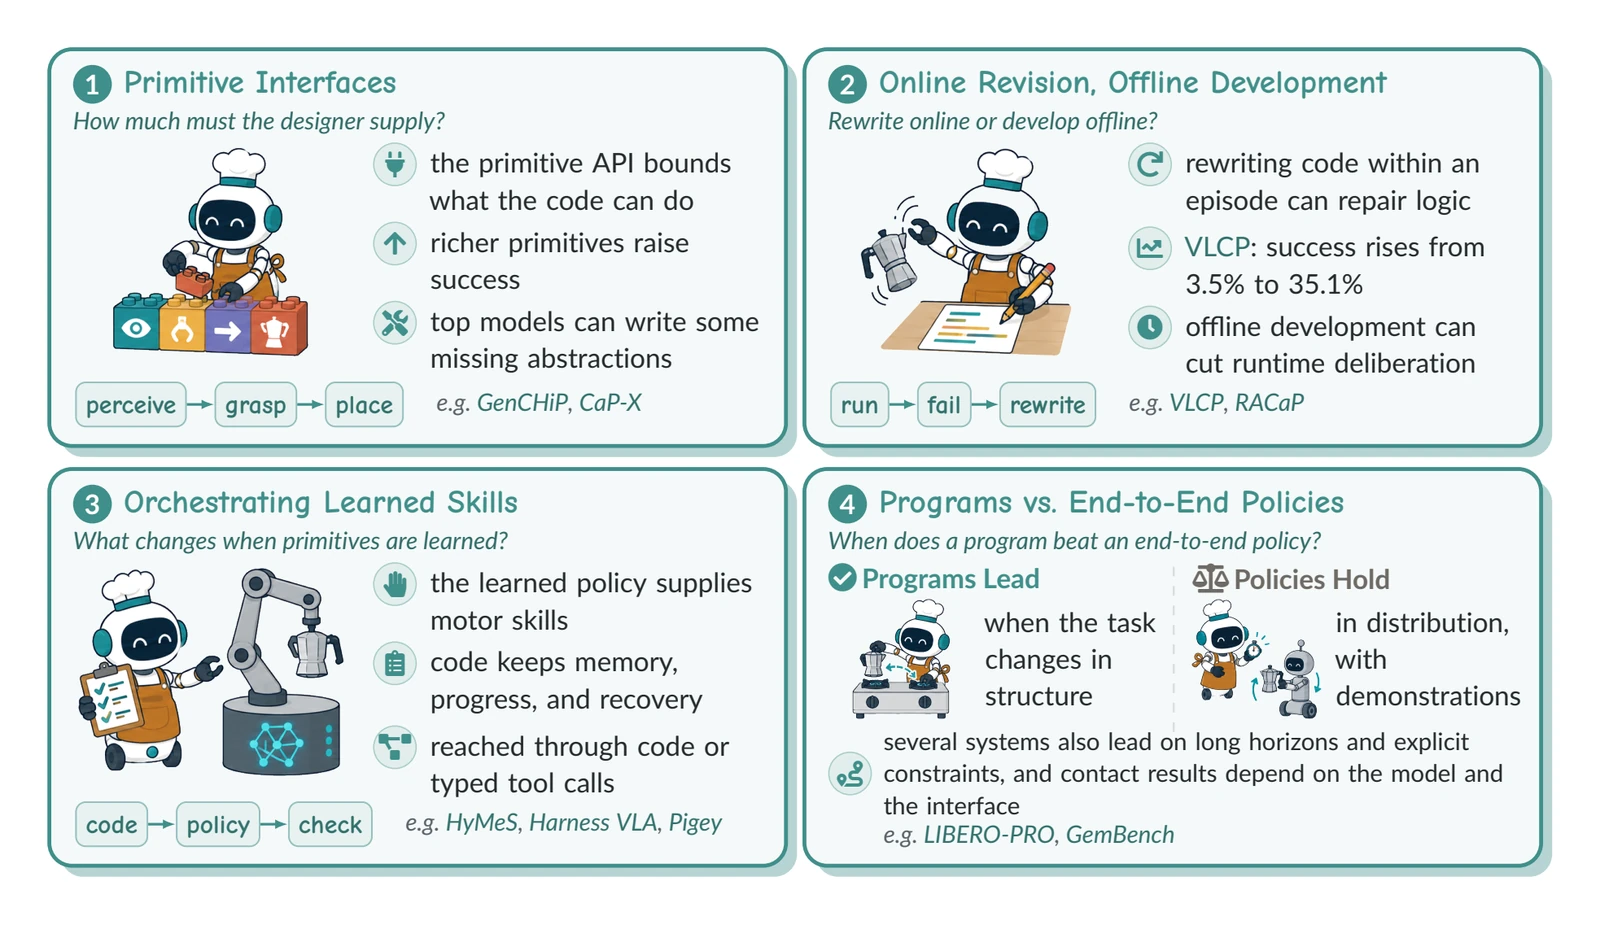 1 Primitive Interfaces
How much must the designer supply?
the primitive API bounds
what the code can do
richer primitives raise
success
top models can write some
missing abstractions
perceive → grasp → place
e.g. GenCHiP, CaP-X
2 Online Revision, Offline Development
Rewrite online or develop offline?
rewriting code within an
episode can repair logic
VLCP: success rises from
3.5% to 35.1%
offline development can
cut runtime deliberation
run → fail → rewrite
e.g. VLCP, RACaP
3 Orchestrating Learned Skills
What changes when primitives are learned?
the learned policy supplies
motor skills
code keeps memory,
progress, and recovery
reached through code or
typed tool calls
code → policy → check
e.g. HyMeS, Harness VLA, Pigey
4 Programs vs. End-to-End Policies
When does a program beat an end-to-end policy?
Programs Lead
when the task
changes in
structure
Policies Hold
in distribution,
with
demonstrations
several systems also lead on long horizons and explicit
constraints, and contact results depend on the model and
the interface
e.g. LIBERO-PRO, GemBench